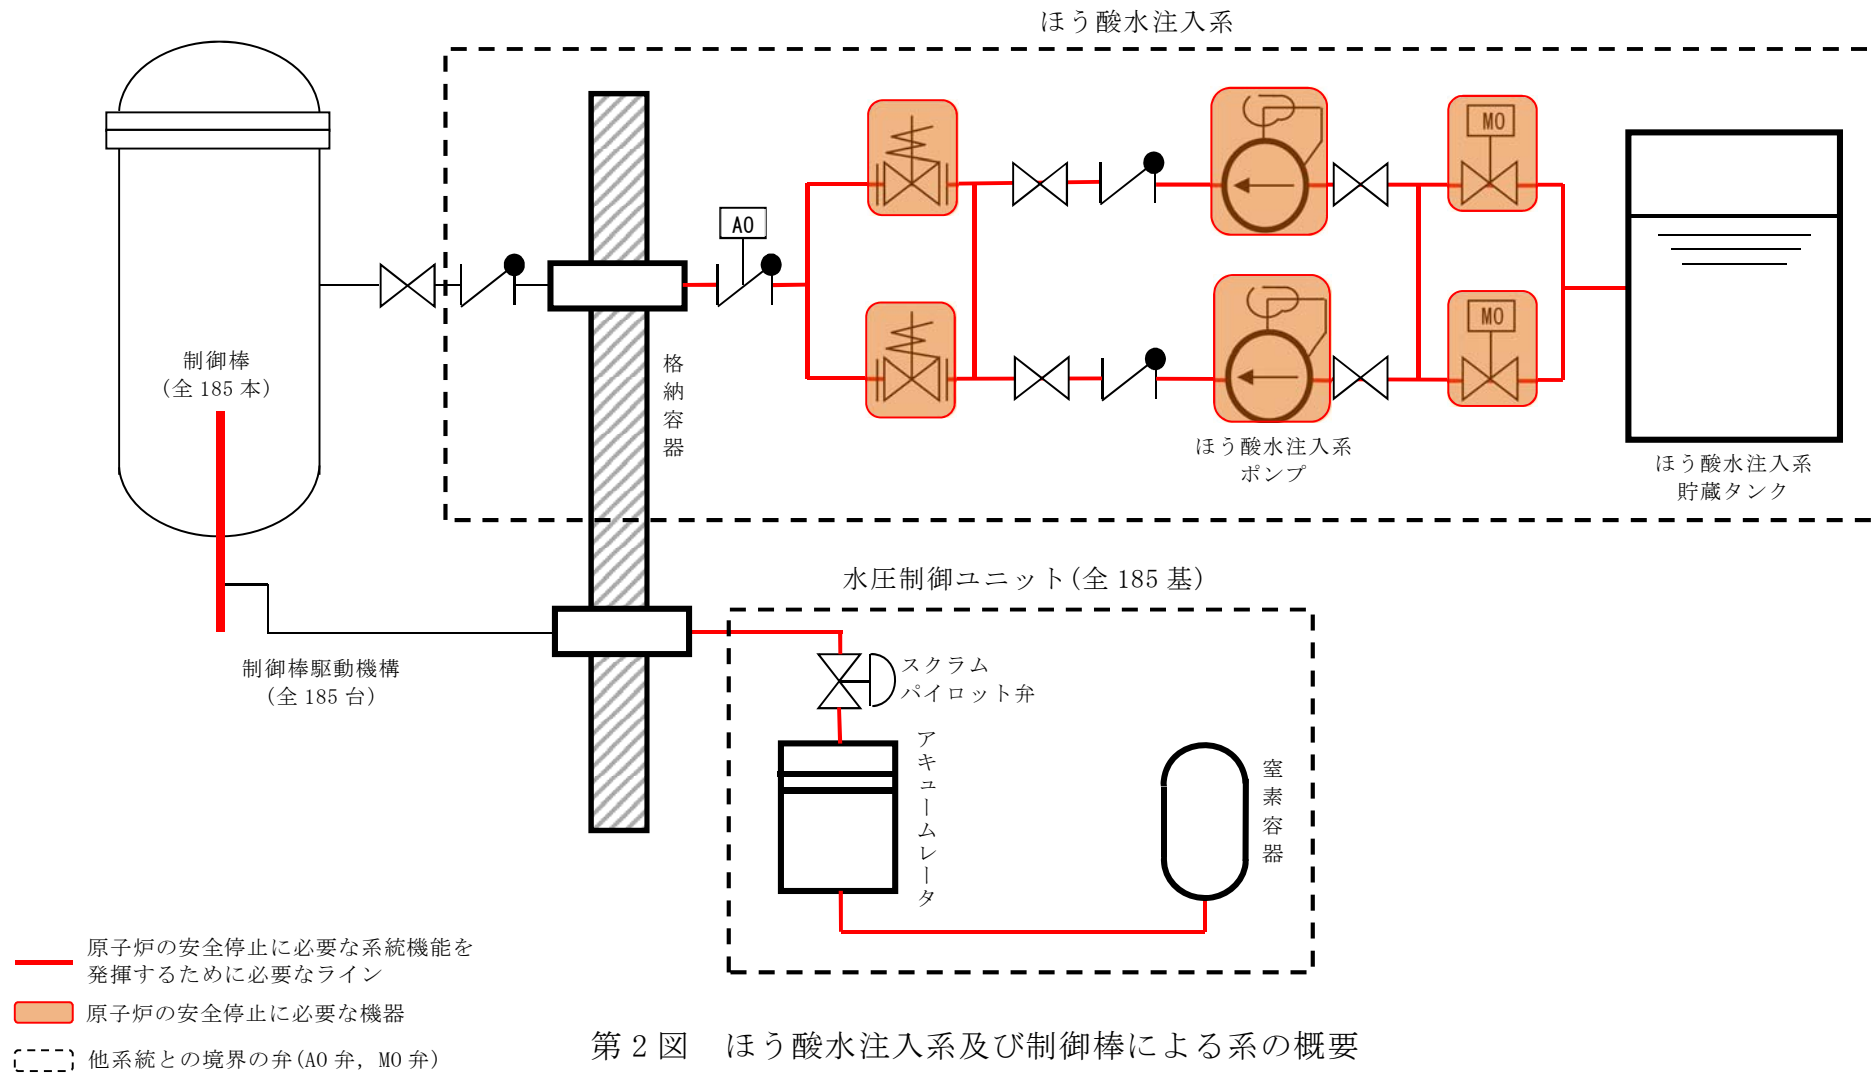 ほう酸水注入系
MO
AO
制御棒
(全 185 本)
格納容器
MO
ほう酸水注入系
ポンプ
ほう酸水注入系
貯蔵タンク
水圧制御ユニット(全 185 基)
制御棒駆動機構
(全 185 台)
スクラム
パイロット弁
アキュームレータ
窒素容器
原子炉の安全停止に必要な系統機能を
発揮するために必要なライン
原子炉の安全停止に必要な機器
他系統との境界の弁(AO 弁, MO 弁)
第 2 図　ほう酸水注入系及び制御棒による系の概要